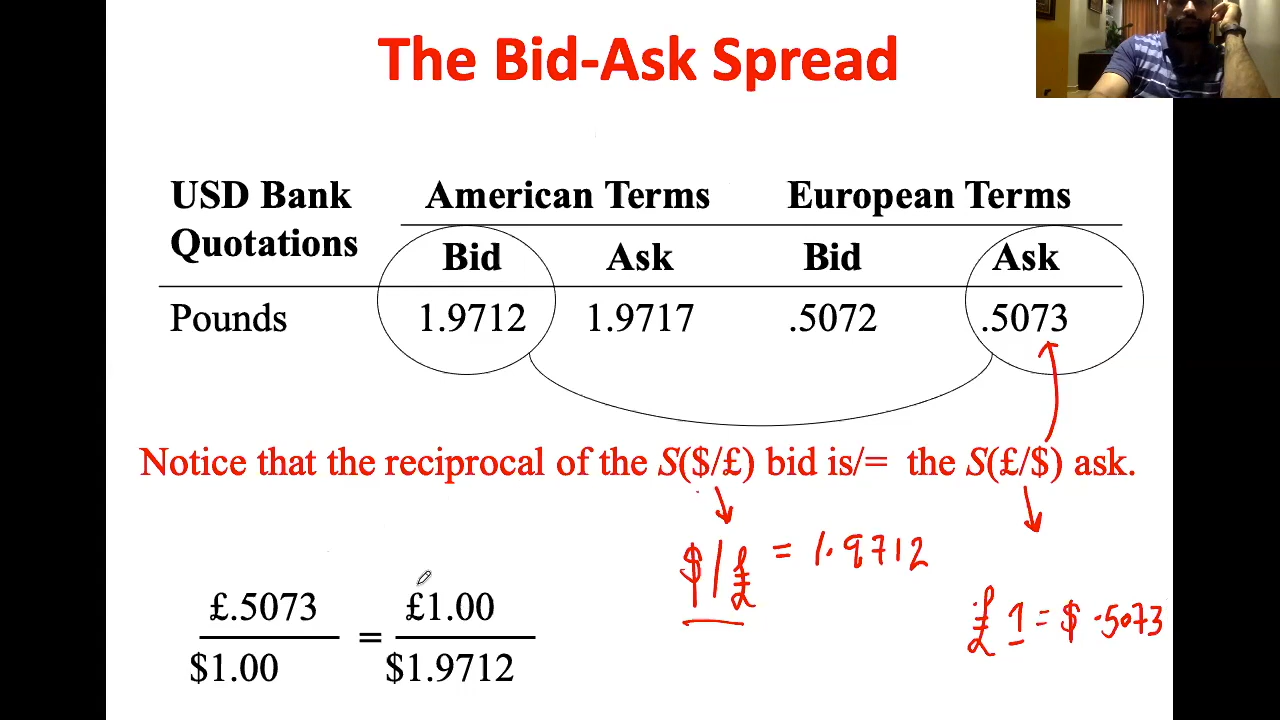 The Bid-Ask Spread
USD Bank Quotations
American Terms European Terms
Bid Ask Bid Ask
Pounds 1.9712 1.9717 .5072 .5073
Notice that the reciprocal of the S($/£) bid is/= the S(£/$) ask.
$/£ = 1.9712
£.5073 = £1.00
$1.00 $1.9712
£ 1 = $ .5073